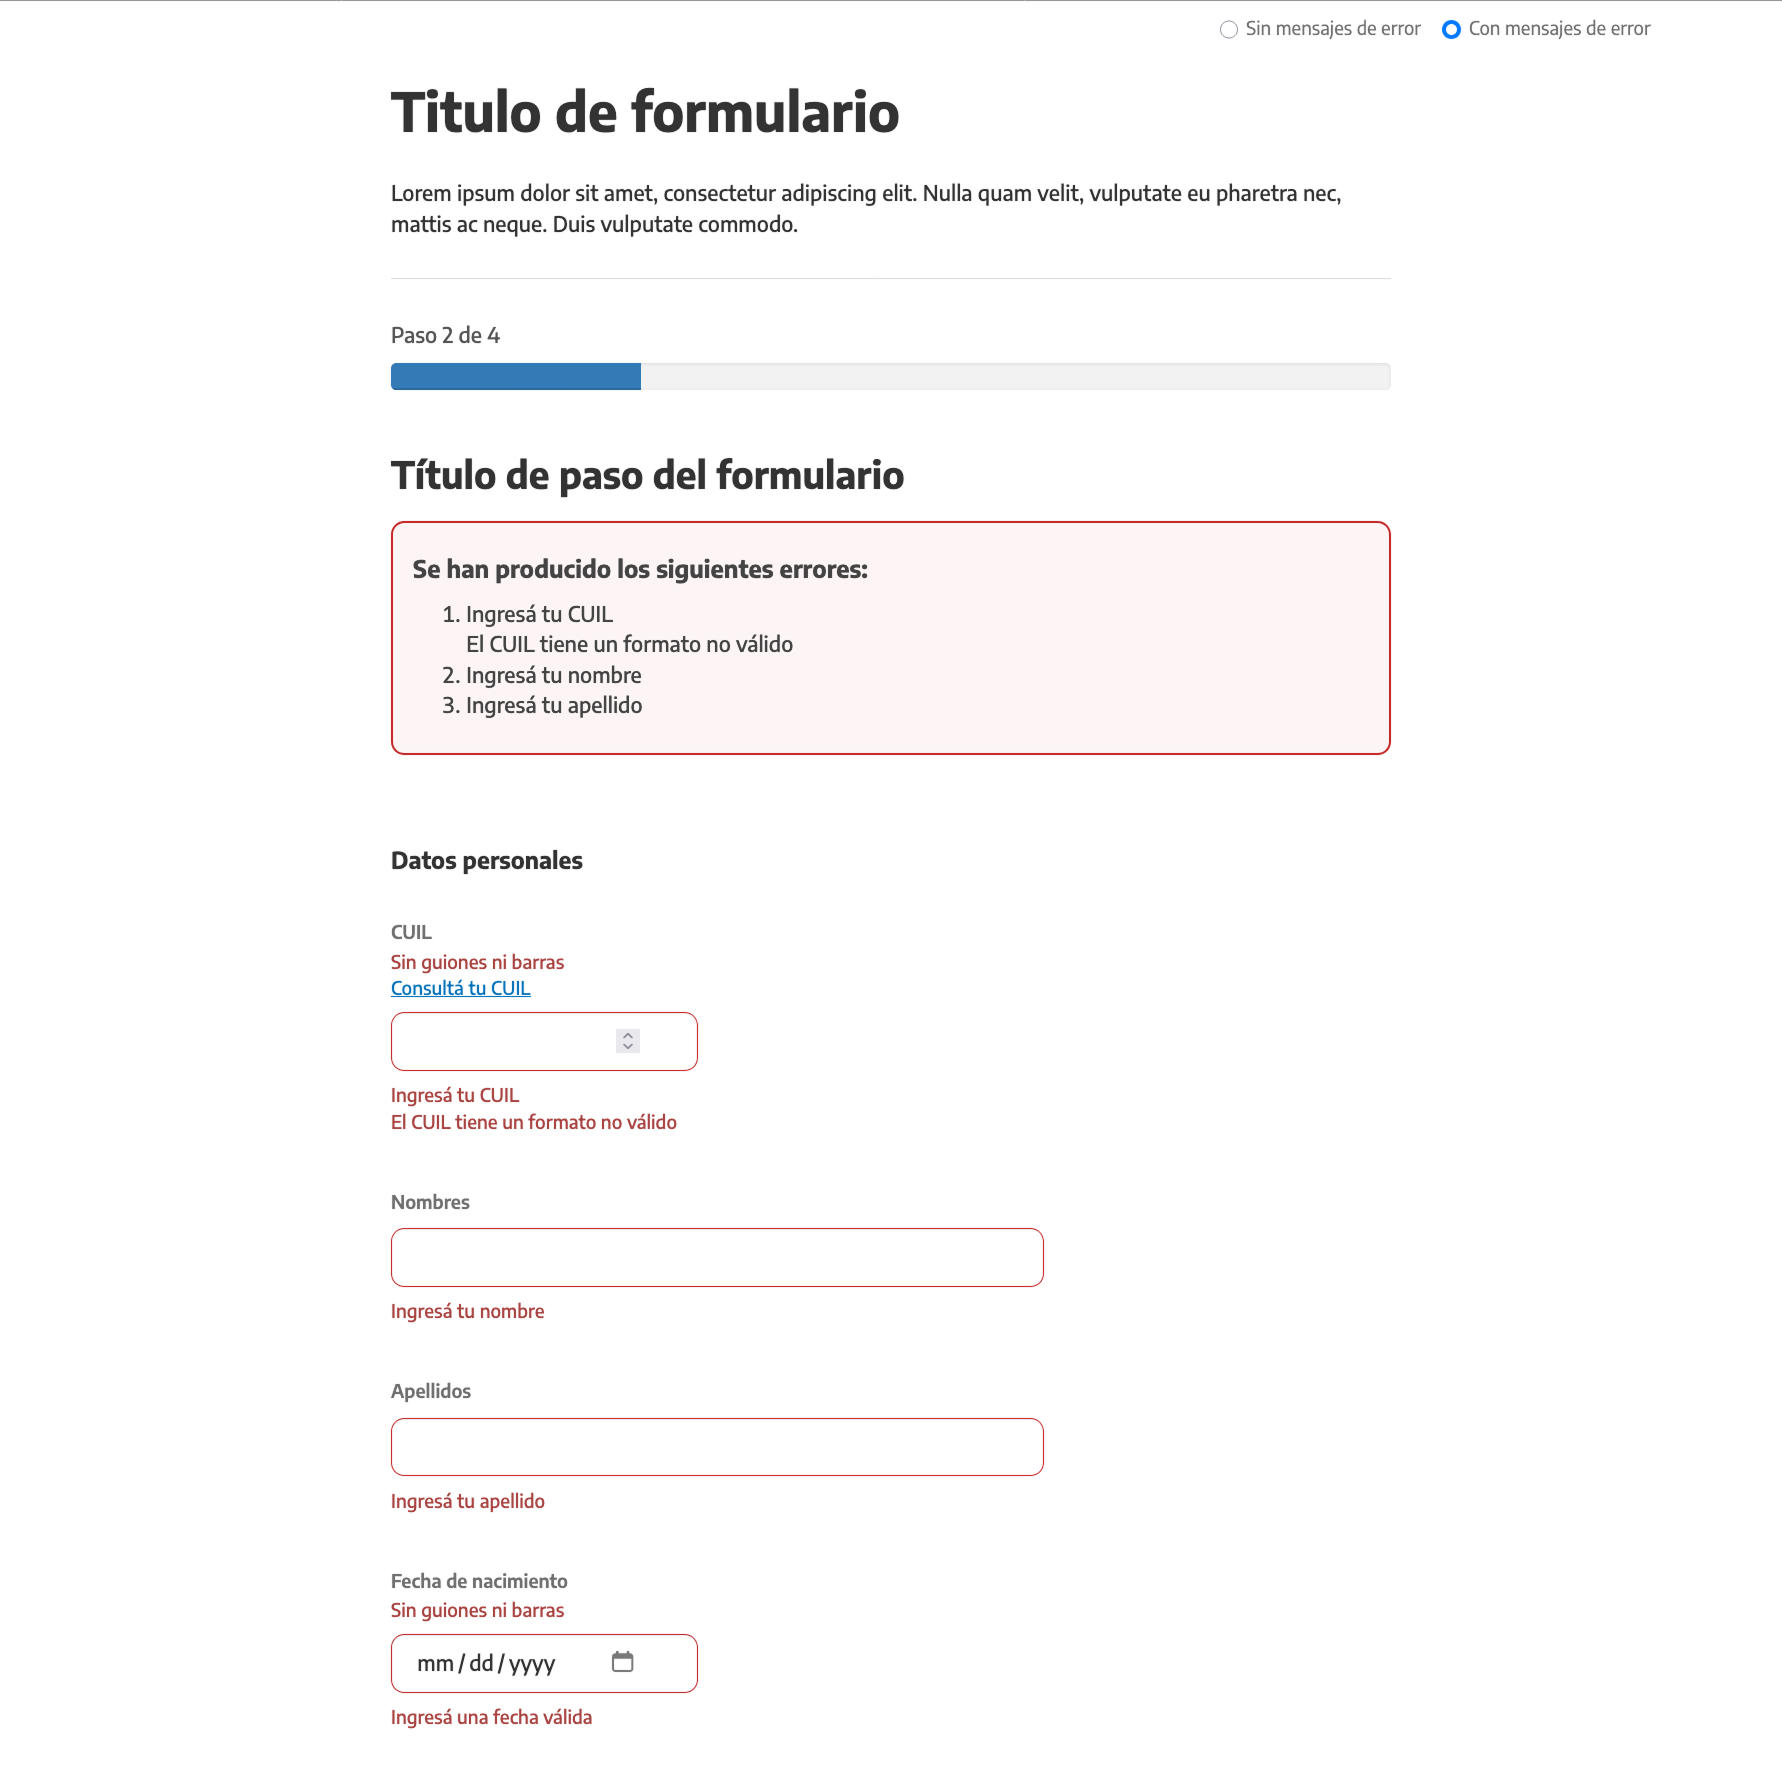 Sin mensajes de error Con mensajes de error
Titulo de formulario
Lorem ipsum dolor sit amet, consectetur adipiscing elit. Nulla quam velit, vulputate eu pharetra nec,
mattis ac neque. Duis vulputate commodo.
Paso 2 de 4
Título de paso del formulario
Se han producido los siguientes errores:
1. Ingresá tu CUIL
El CUIL tiene un formato no válido
2. Ingresá tu nombre
3. Ingresá tu apellido
Datos personales
CUIL
Sin guiones ni barras
Consultá tu CUIL
Ingresá tu CUIL
El CUIL tiene un formato no válido
Nombres
Ingresá tu nombre
Apellidos
Ingresá tu apellido
Fecha de nacimiento
Sin guiones ni barras
mm/dd/yyyy
Ingresá una fecha válida